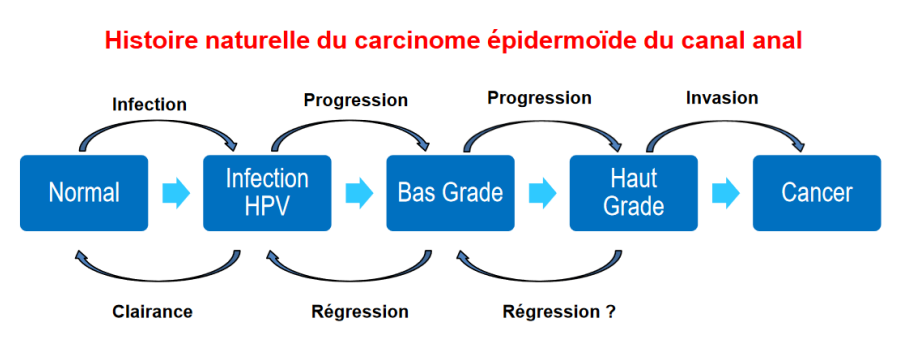 Histoire naturelle du carcinome épidermoïde du canal anal
Infection
Progression
Progression
Invasion
Normal
Infection
HPV
Bas Grade
Haut
Grade
Cancer
Clairance
Régression
Régression ?